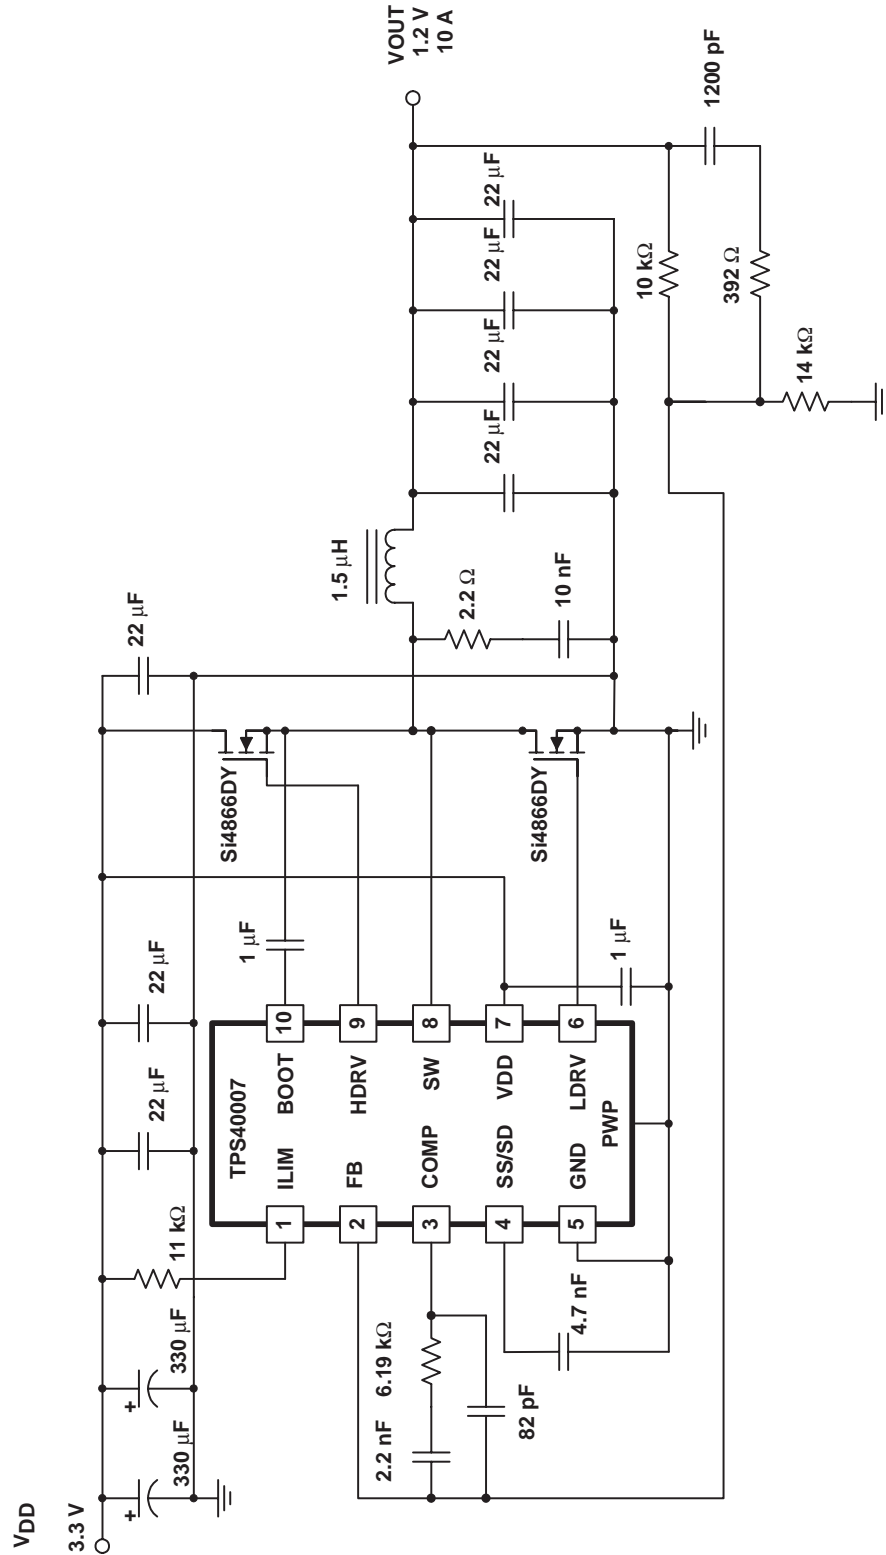 VDD
3.3 V
330 μF
330 μF
11 kΩ
22 μF
22 μF
22 μF
TPS40007
1
ILIM
BOOT
10
2
FB
HDRV
9
3
COMP
SW
8
4
SS/SD
VDD
7
5
GND
LDRV
6
PWP
1 μF
1 μF
Si4866DY
Si4866DY
2.2 nF
6.19 kΩ
82 pF
4.7 nF
1.5 μH
2.2 Ω
10 nF
22 μF
22 μF
22 μF
22 μF
VOUT
1.2 V
10 A
10 kΩ
1200 pF
392 Ω
14 kΩ
+
+